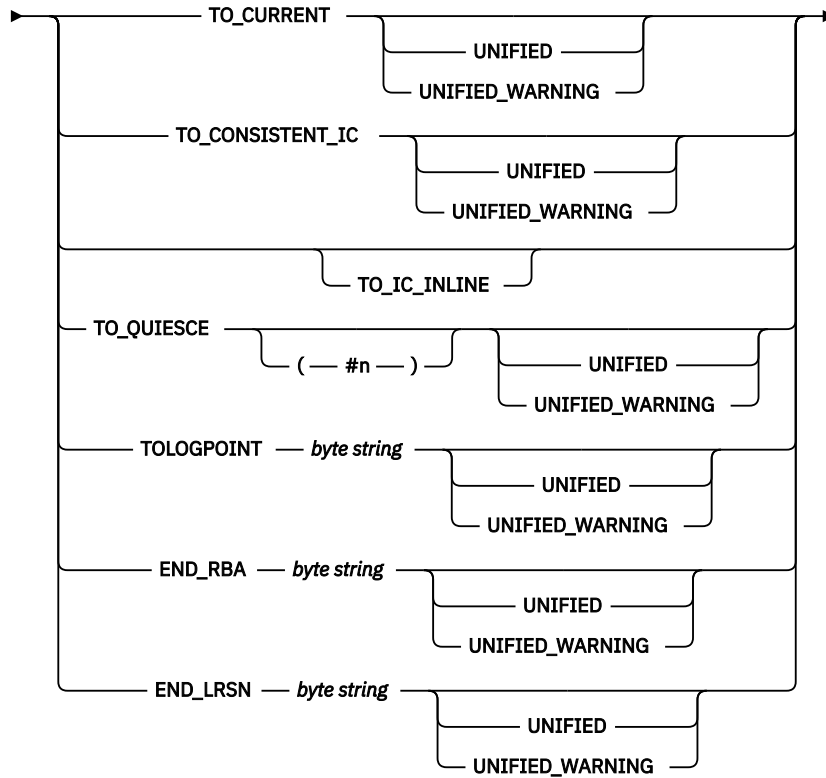 TO_CURRENT
UNIFIED
UNIFIED_WARNING
TO_CONSISTENT_IC
UNIFIED
UNIFIED_WARNING
TO_IC_INLINE
TO_QUIESCE
( #n ) UNIFIED
UNIFIED_WARNING
TOLOGPOINT byte string
UNIFIED
UNIFIED_WARNING
END_RBA byte string
UNIFIED
UNIFIED_WARNING
END_LRSN byte string
UNIFIED
UNIFIED_WARNING